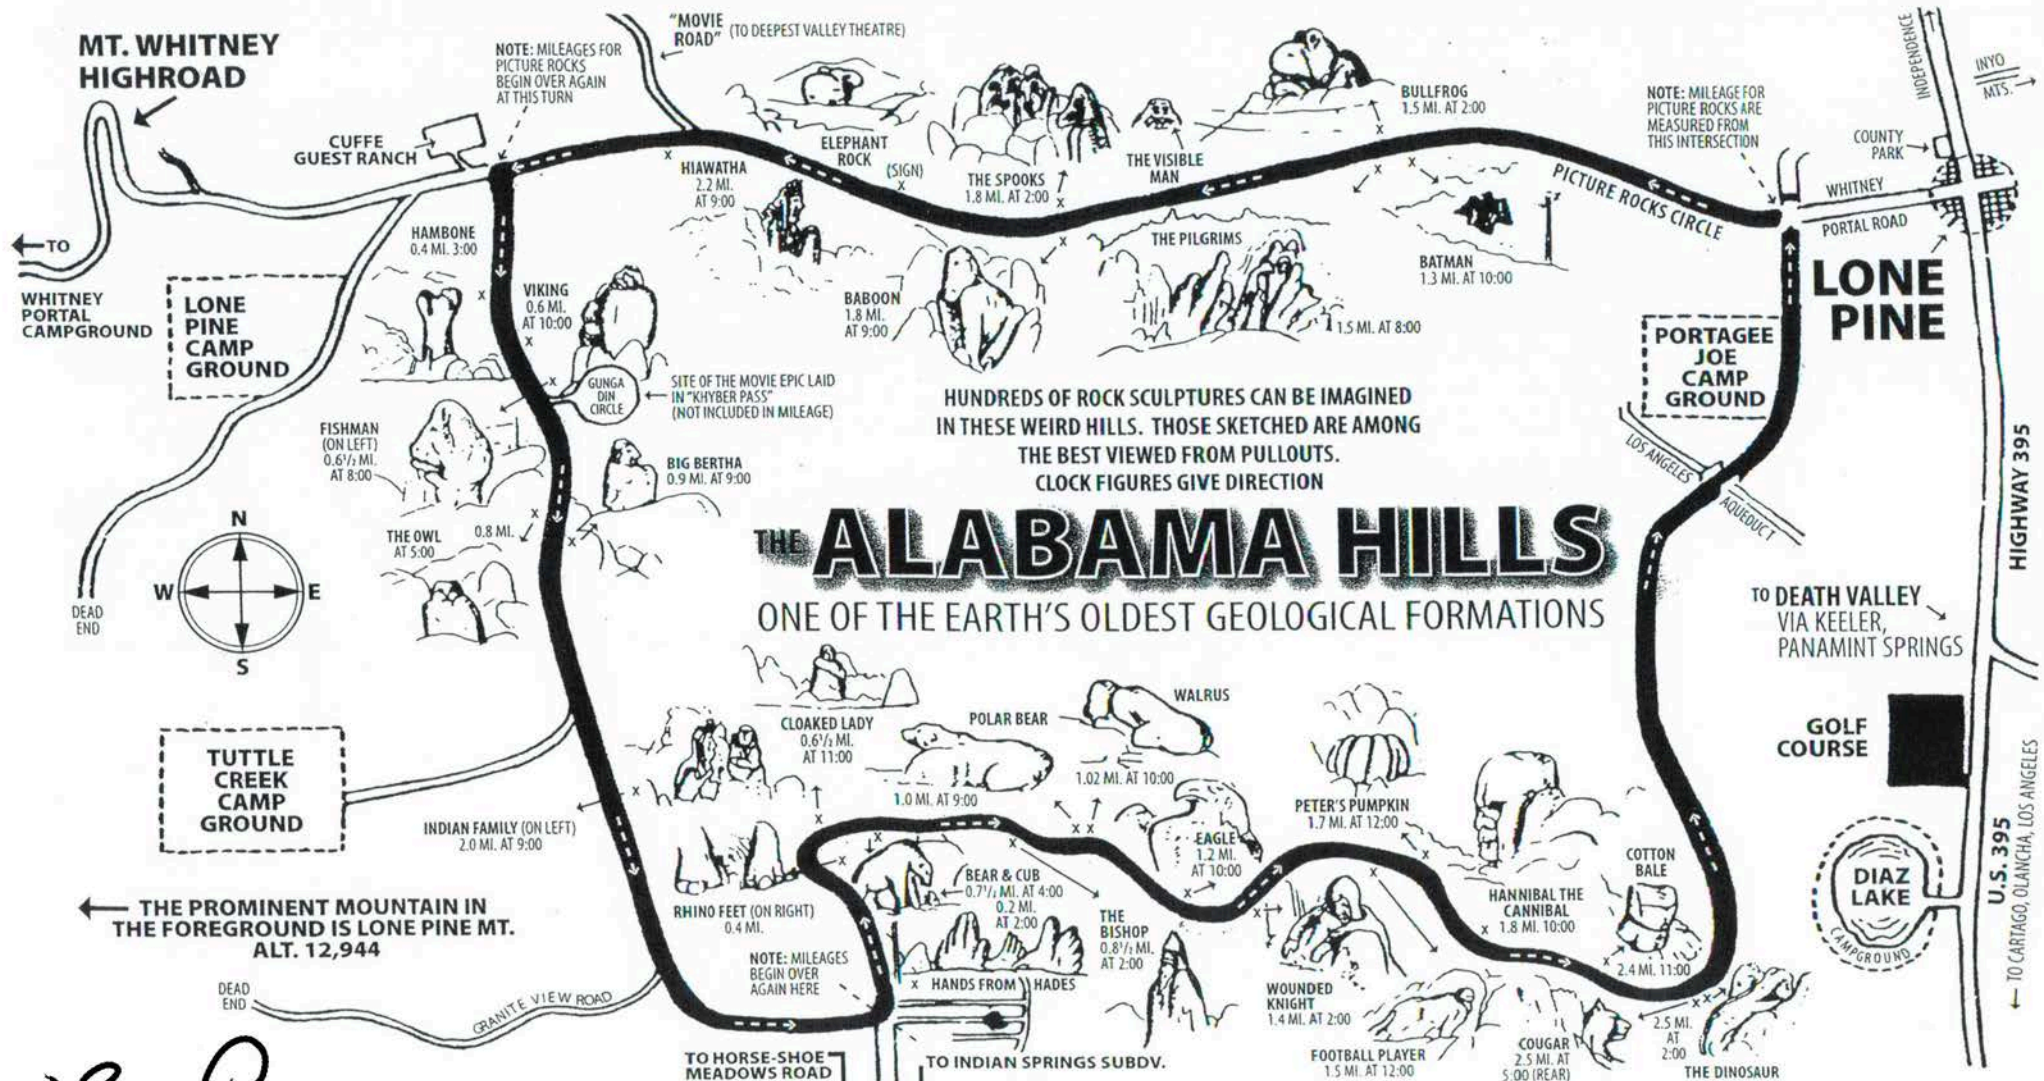 MT. WHITNEY
HIGHROAD
NOTE: MILEAGES FOR
PICTURE ROCKS
BEGIN OVER AGAIN
AT THIS TURN
"MOVIE
ROAD" (TO DEEPEST VALLEY THEATRE)
CUFFE
GUEST RANCH
ELEPHANT
ROCK
(SIGN)
HIAWATHA
2.2 MI.
AT 9:00
THE SPOOKS
1.8 MI. AT 2:00
THE VISIBLE
MAN
BULLFROG
1.5 MI. AT 2:00
NOTE: MILEAGE FOR
PICTURE ROCKS ARE
MEASURED FROM
THIS INTERSECTION
INDEPENDENCE
INYO
MTS.
COUNTY
PARK
WHITNEY
PORTAL ROAD
PICTURE ROCKS CIRCLE
LONE
PINE
TO
WHITNEY
PORTAL
CAMPGROUND
LONE
PINE
CAMP
GROUND
HAMBONE
0.4 MI. 3:00
VIKING
0.6 MI.
AT 10:00
BABOON
1.8 MI.
AT 9:00
THE PILGRIMS
1.5 MI. AT 8:00
BATMAN
1.3 MI. AT 10:00
PORTAGEE
JOE
CAMP
GROUND
GUNGA
DIN
CIRCLE
SITE OF THE MOVIE EPIC LAID
IN "KHYBER PASS"
(NOT INCLUDED IN MILEAGE)
HUNDREDS OF ROCK SCULPTURES CAN BE IMAGINED
IN THESE WEIRD HILLS. THOSE SKETCHED ARE AMONG
THE BEST VIEWED FROM PULLOUTS.
CLOCK FIGURES GIVE DIRECTION
FISHMAN
(ON LEFT)
0.6½ MI.
AT 8:00
BIG BERTHA
0.9 MI. AT 9:00
LOS ANGELES
AQUEDUCT
HIGHWAY 395
THE OWL
AT 5:00
0.8 MI.
THE ALABAMA HILLS
ONE OF THE EARTH'S OLDEST GEOLOGICAL FORMATIONS
N
W E
S
DEAD
END
TO DEATH VALLEY
VIA KEELER,
PANAMINT SPRINGS
GOLF
COURSE
TUTTLE
CREEK
CAMP
GROUND
CLOAKED LADY
0.6½ MI.
AT 11:00
POLAR BEAR
1.0 MI. AT 9:00
WALRUS
1.02 MI. AT 10:00
INDIAN FAMILY (ON LEFT)
2.0 MI. AT 9:00
EAGLE
1.2 MI.
AT 10:00
PETER'S PUMPKIN
1.7 MI. AT 12:00
COTTON
BALE
2.4 MI. 11:00
HANNIBAL THE
CANNIBAL
1.8 MI. 10:00
DIAZ
LAKE
CAMPGROUND
U.S. 395
TO CARTAGO, OLANCHA, LOS ANGELES
THE PROMINENT MOUNTAIN IN
THE FOREGROUND IS LONE PINE MT.
ALT. 12,944
RHINO FEET (ON RIGHT)
0.4 MI.
BEAR & CUB
0.7½ MI. AT 4:00
0.2 MI.
AT 2:00
HANDS FROM HADES
THE
BISHOP
0.8½ MI.
AT 2:00
NOTE: MILEAGES
BEGIN OVER
AGAIN HERE
DEAD
END
GRANITE VIEW ROAD
WOUNDED
KNIGHT
1.4 MI. AT 2:00
FOOTBALL PLAYER
1.5 MI. AT 12:00
COUGAR
2.5 MI. AT
5:00 (REAR)
2.5 MI.
AT
2:00
THE DINOSAUR
TO HORSE-SHOE
MEADOWS ROAD
TO INDIAN SPRINGS SUBDV.